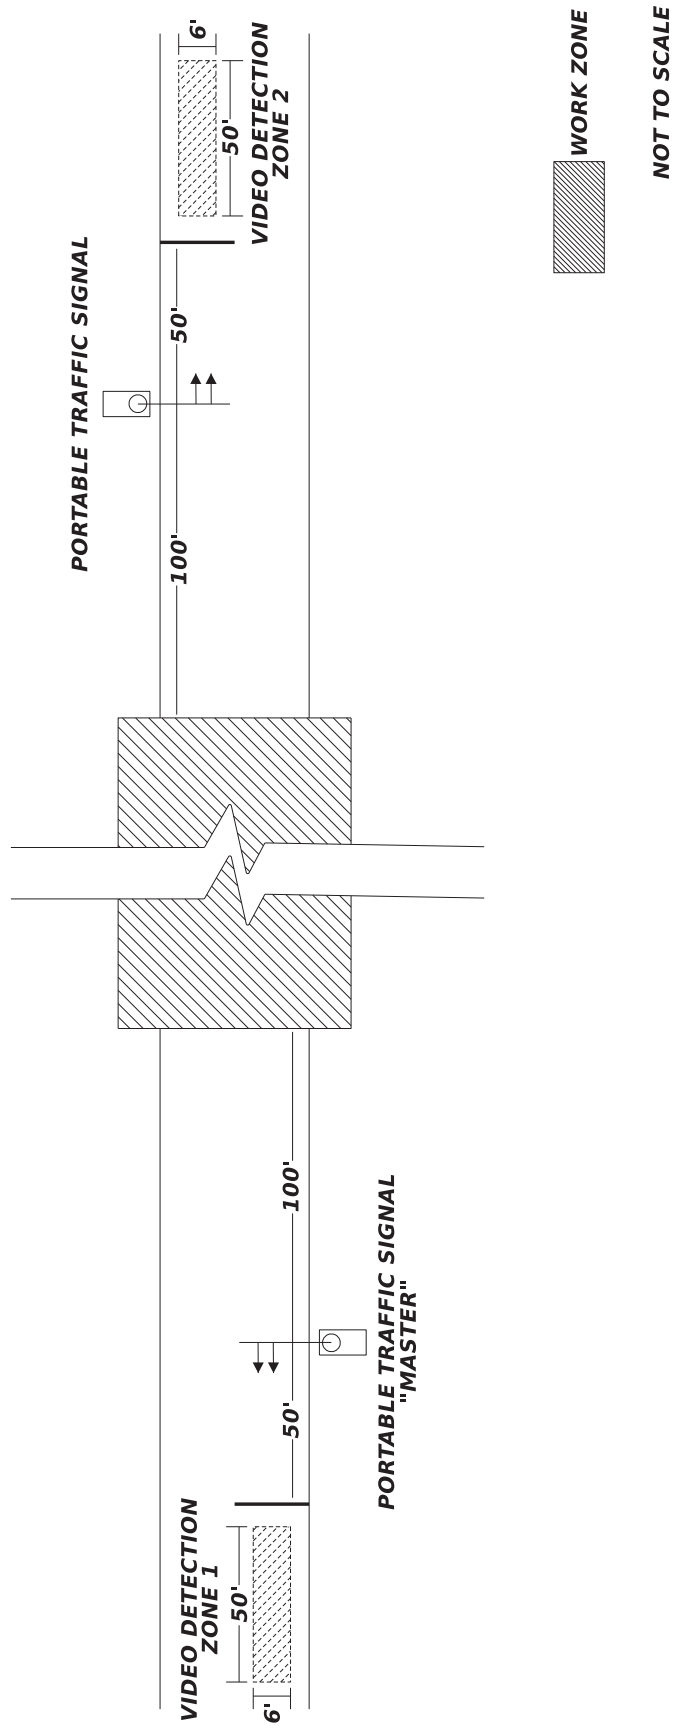 6'
50'
VIDEO DETECTION
ZONE 2
WORK ZONE
NOT TO SCALE
PORTABLE TRAFFIC SIGNAL
50'
100'
100'
PORTABLE TRAFFIC SIGNAL
"MASTER"
50'
VIDEO DETECTION
ZONE 1
50'
6'